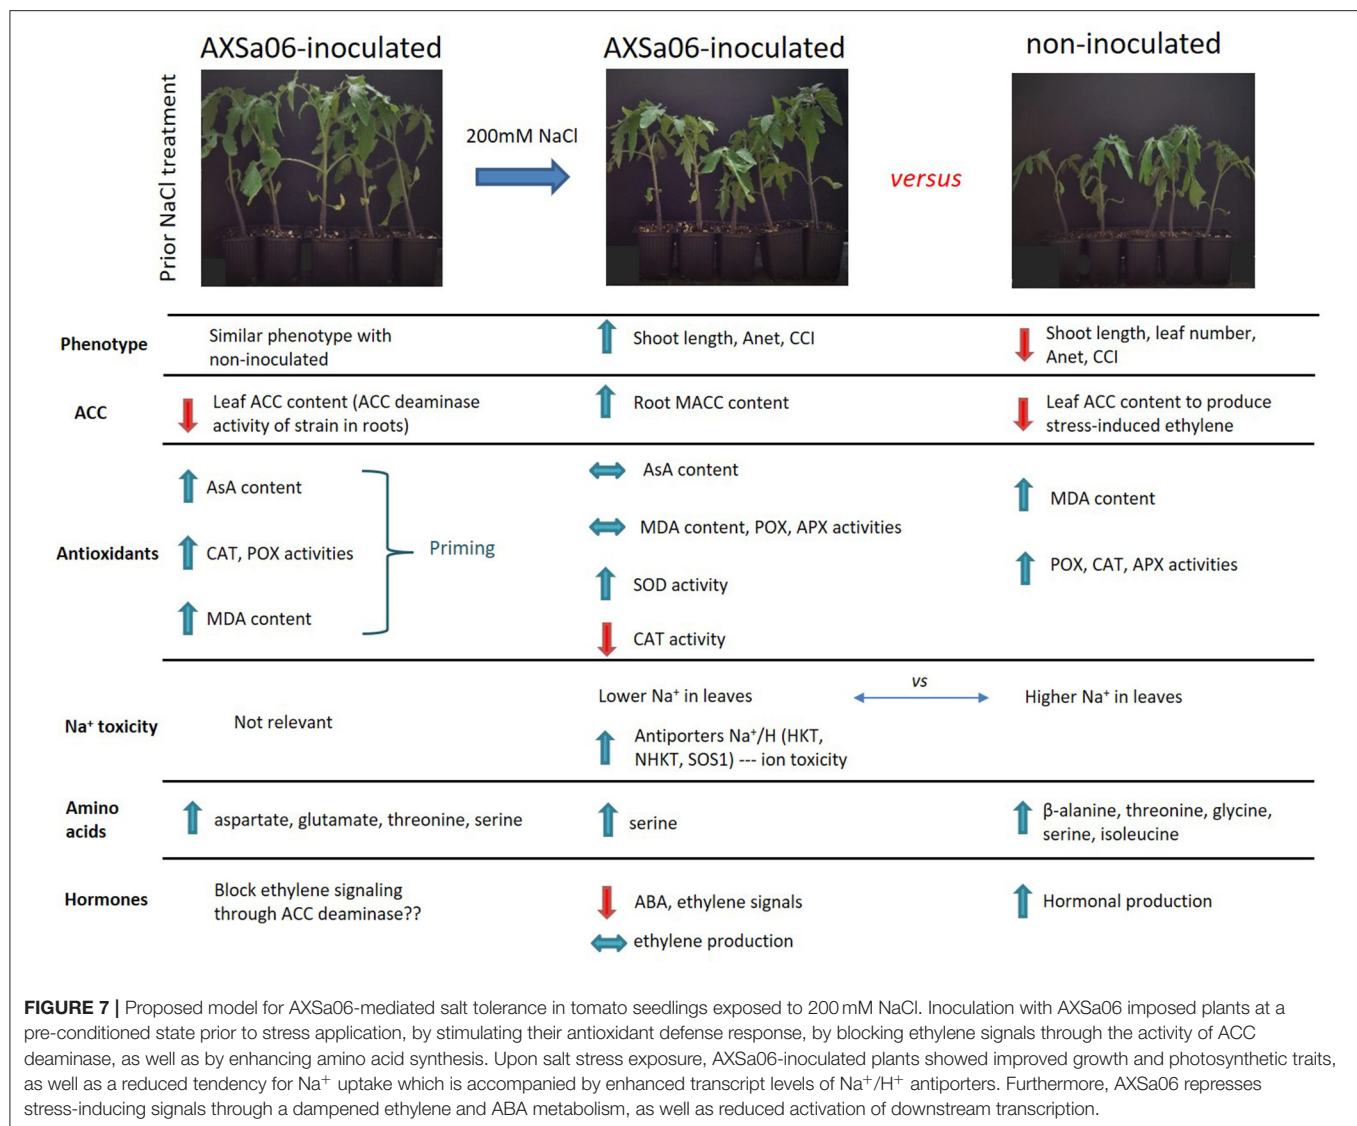 AXSa06-inoculated
AXSa06-inoculated
non-inoculated
Prior NaCl treatment
200mM NaCl
versus
Phenotype
Similar phenotype with
non-inoculated
Shoot length, Anet, CCI
Shoot length, leaf number,
Anet, CCI
ACC
Leaf ACC content (ACC deaminase
activity of strain in roots)
Root MACC content
Leaf ACC content to produce
stress-induced ethylene
Antioxidants
AsA content
CAT, POX activities
MDA content
Priming
AsA content
MDA content, POX, APX activities
SOD activity
CAT activity
MDA content
POX, CAT, APX activities
Na⁺ toxicity
Not relevant
Lower Na⁺ in leaves
vs
Higher Na⁺ in leaves
Antiporters Na⁺/H (HKT,
NHKT, SOS1) --- ion toxicity
Amino
acids
aspartate, glutamate, threonine, serine
serine
β-alanine, threonine, glycine,
serine, isoleucine
Hormones
Block ethylene signaling
through ACC deaminase??
ABA, ethylene signals
ethylene production
Hormonal production
FIGURE 7 | Proposed model for AXSa06-mediated salt tolerance in tomato seedlings exposed to 200 mM NaCl. Inoculation with AXSa06 imposed plants at a
pre-conditioned state prior to stress application, by stimulating their antioxidant defense response, by blocking ethylene signals through the activity of ACC
deaminase, as well as by enhancing amino acid synthesis. Upon salt stress exposure, AXSa06-inoculated plants showed improved growth and photosynthetic traits,
as well as a reduced tendency for Na⁺ uptake which is accompanied by enhanced transcript levels of Na⁺/H⁺ antiporters. Furthermore, AXSa06 represses
stress-inducing signals through a dampened ethylene and ABA metabolism, as well as reduced activation of downstream transcription.